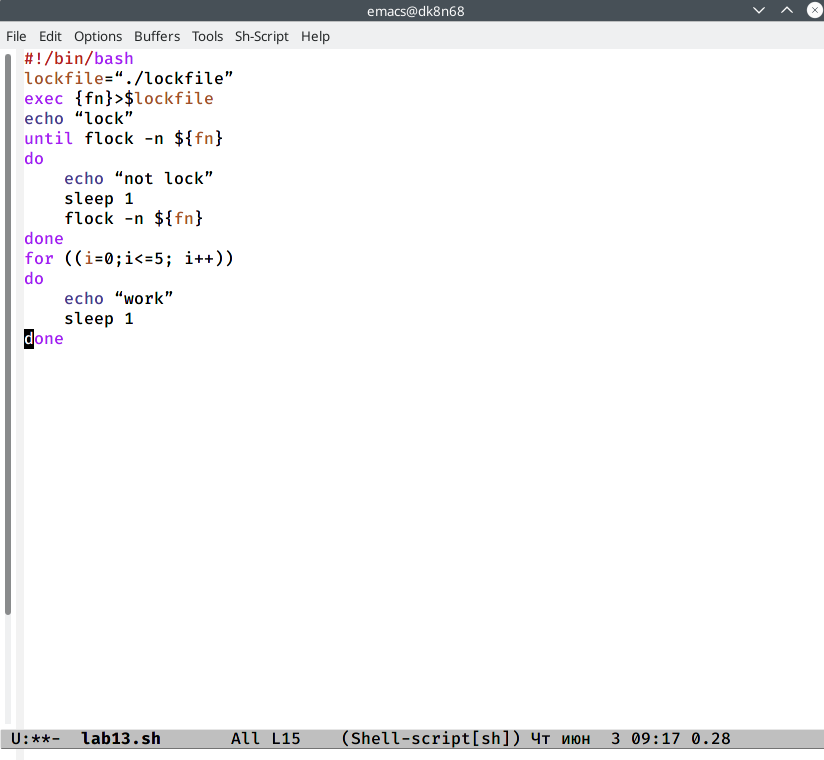 emacs@dk8n68
File Edit Options Buffers Tools Sh-Script Help
#!/bin/bash
lockfile=“./lockfile”
exec {fn}>$lockfile
echo “lock”
until flock -n ${fn}
do
    echo “not lock”
    sleep 1
    flock -n ${fn}
done
for ((i=0;i<=5; i++))
do
    echo “work”
    sleep 1
done
U:**-  lab13.sh       All L15    (Shell-script[sh]) Чт июн  3 09:17 0.28